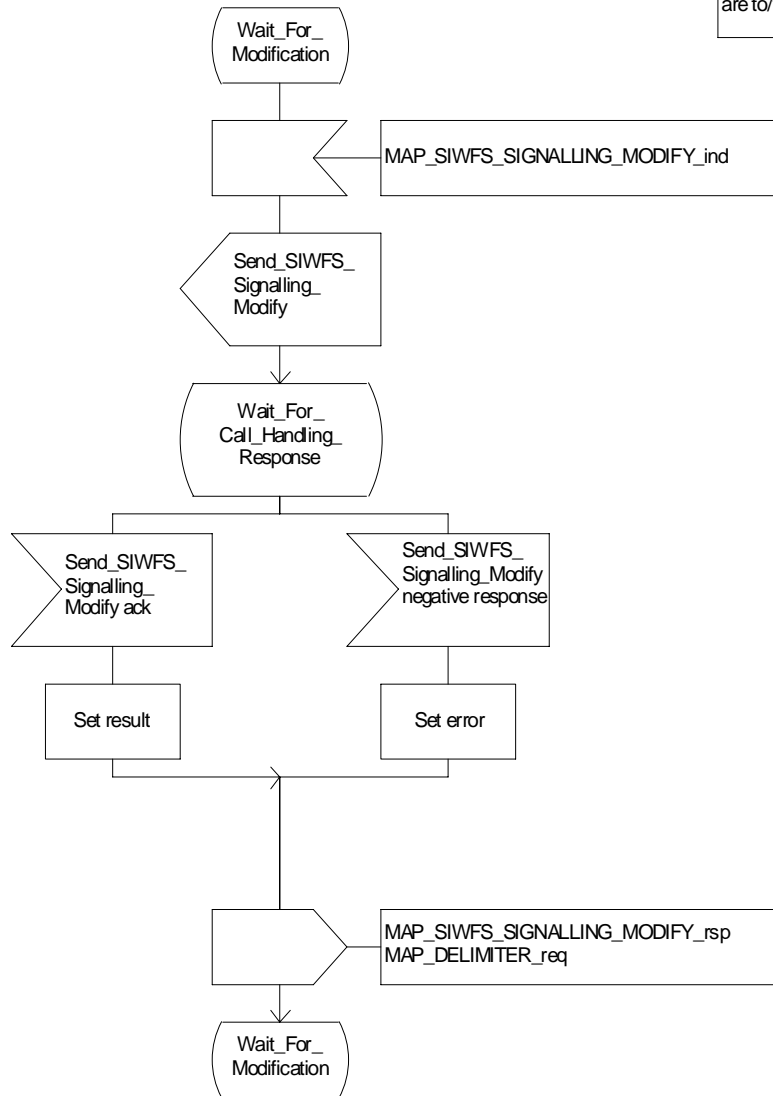 are to/
Wait_For_
Modification
MAP_SIWFS_SIGNALLING_MODIFY_ind
Send_SIWFS_
Signalling_
Modify
Wait_For_
Call_Handling_
Response
Send_SIWFS_
Signalling_
Modify ack
Send_SIWFS_
Signalling_Modify
negative response
Set result
Set error
MAP_SIWFS_SIGNALLING_MODIFY_rsp
MAP_DELIMITER_req
Wait_For_
Modification